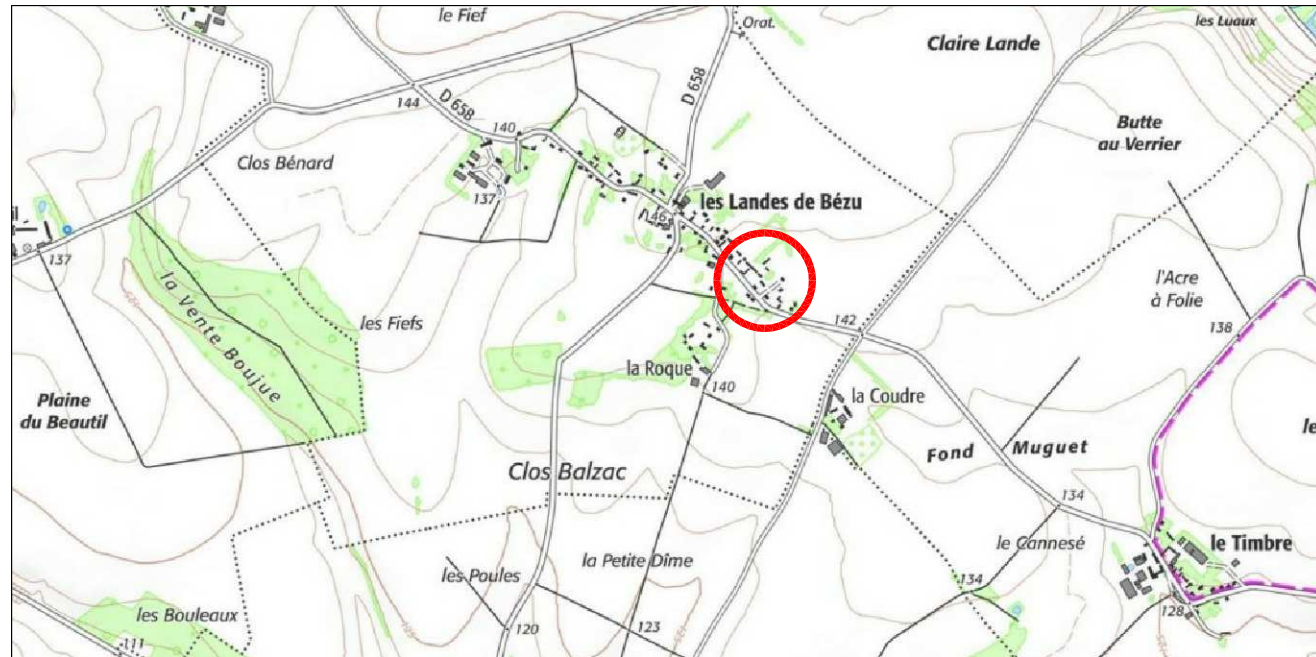 le Fief
Orat.
les Luaux
Claire Lande
D 658
D 658
144
140
Butte
au Verrier
Clos Bénard
137
les Landes de Bézu
146
137
la Vente Boujue
les Fiefs
l'Acre
à Folie
142
138
la Roque
140
la Coudre
Plaine
du Beautil
Fond Muguet
Clos Balzac
134
le Cannesé
le Timbre
les Poules
la Petite Dîme
134
les Bouleaux
128
111
120
123